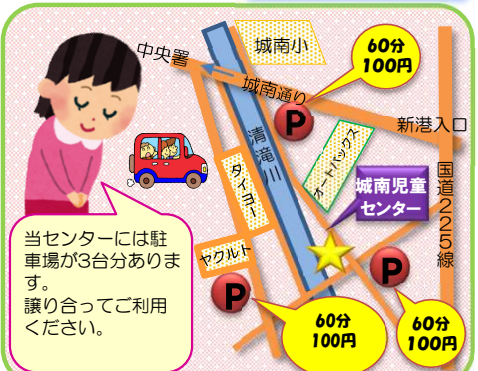 中央署
城南小
60分
100円
城南通り
P
新港入口
清滝川
オートバックス
タイヨー
城南児童
センター
国道225線
ヤクルト
P
P
当センターには駐
車場が3台分ありま
す。
譲り合ってご利用
ください。
60分
100円
60分
100円